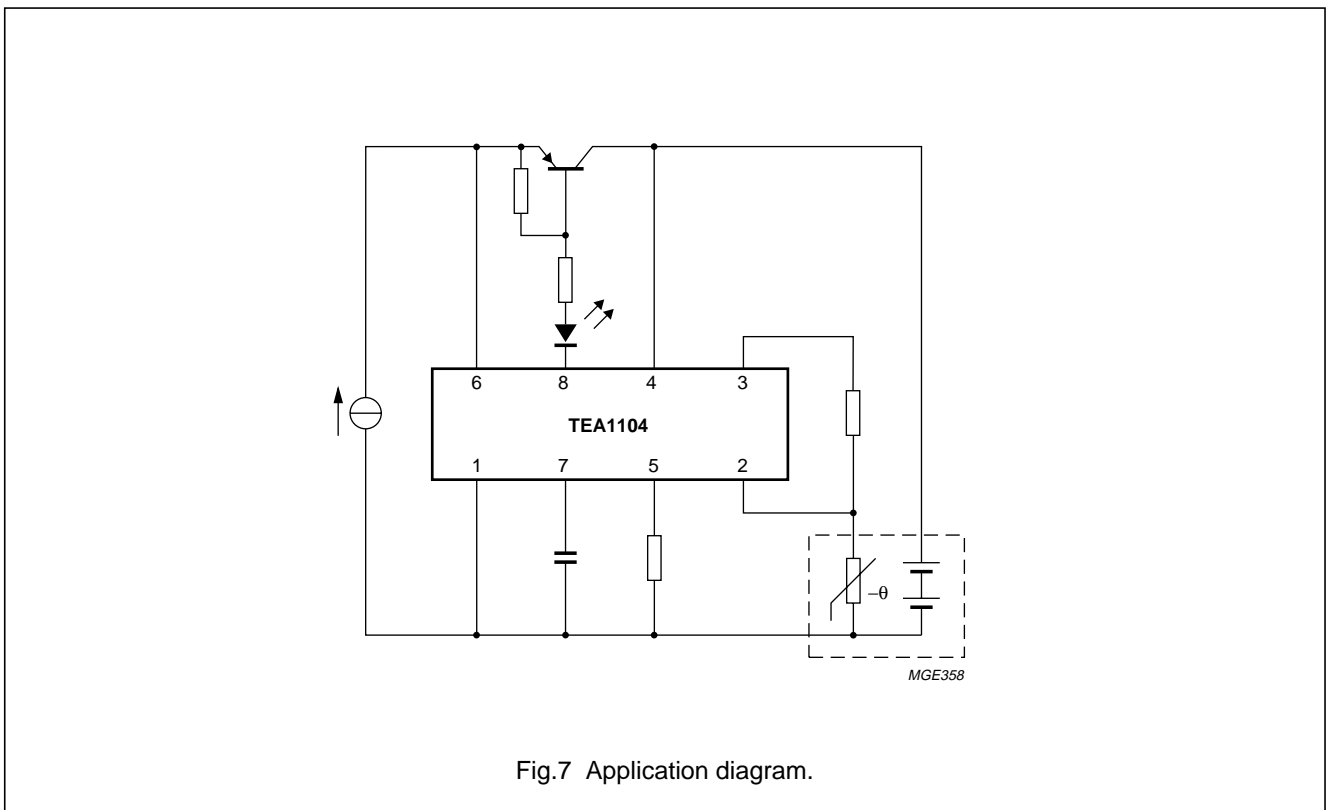 6 8 4 3
TEA1104
1 7 5 2
–θ
MGE358
Fig.7 Application diagram.